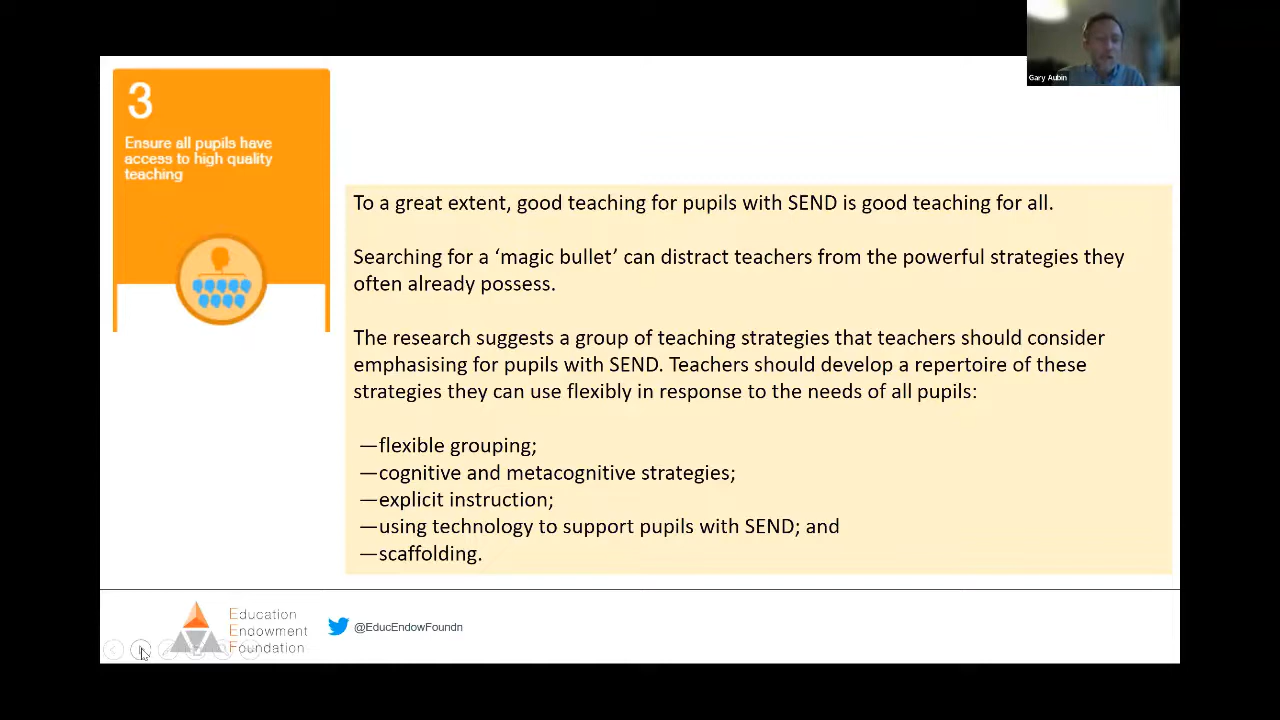 Gary Aubin
3
Ensure all pupils have
access to high quality
teaching
To a great extent, good teaching for pupils with SEND is good teaching for all.
Searching for a ‘magic bullet’ can distract teachers from the powerful strategies they
often already possess.
The research suggests a group of teaching strategies that teachers should consider
emphasising for pupils with SEND. Teachers should develop a repertoire of these
strategies they can use flexibly in response to the needs of all pupils:
—flexible grouping;
—cognitive and metacognitive strategies;
—explicit instruction;
—using technology to support pupils with SEND; and
—scaffolding.
Education
Endowment
Foundation
@EducEndowFoundn